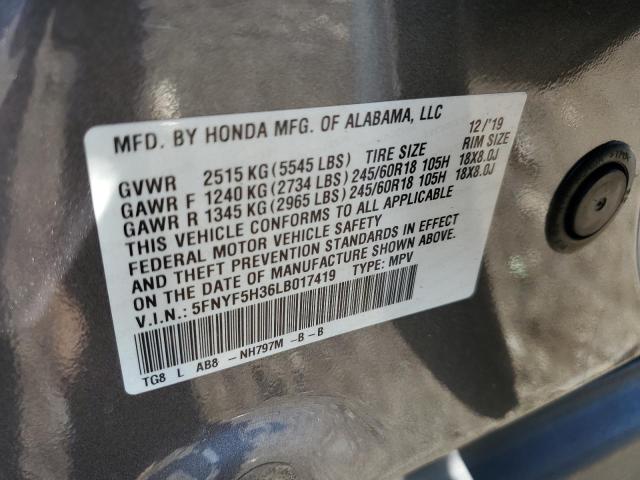 MFD. BY HONDA MFG. OF ALABAMA, LLC 12/'19
GVWR 2515 KG (5545 LBS) TIRE SIZE RIM SIZE
GAWR F 1240 KG (2734 LBS) 245/60R18 105H 18X8.0J
GAWR R 1345 KG (2965 LBS) 245/60R18 105H 18X8.0J
THIS VEHICLE CONFORMS TO ALL APPLICABLE
FEDERAL MOTOR VEHICLE SAFETY
AND THEFT PREVENTION STANDARDS IN EFFECT
ON THE DATE OF MANUFACTURE SHOWN ABOVE.
V.I.N.: 5FNYF5H36LB017419 TYPE: MPV
TG8 L AB8 - NH797M -B -B